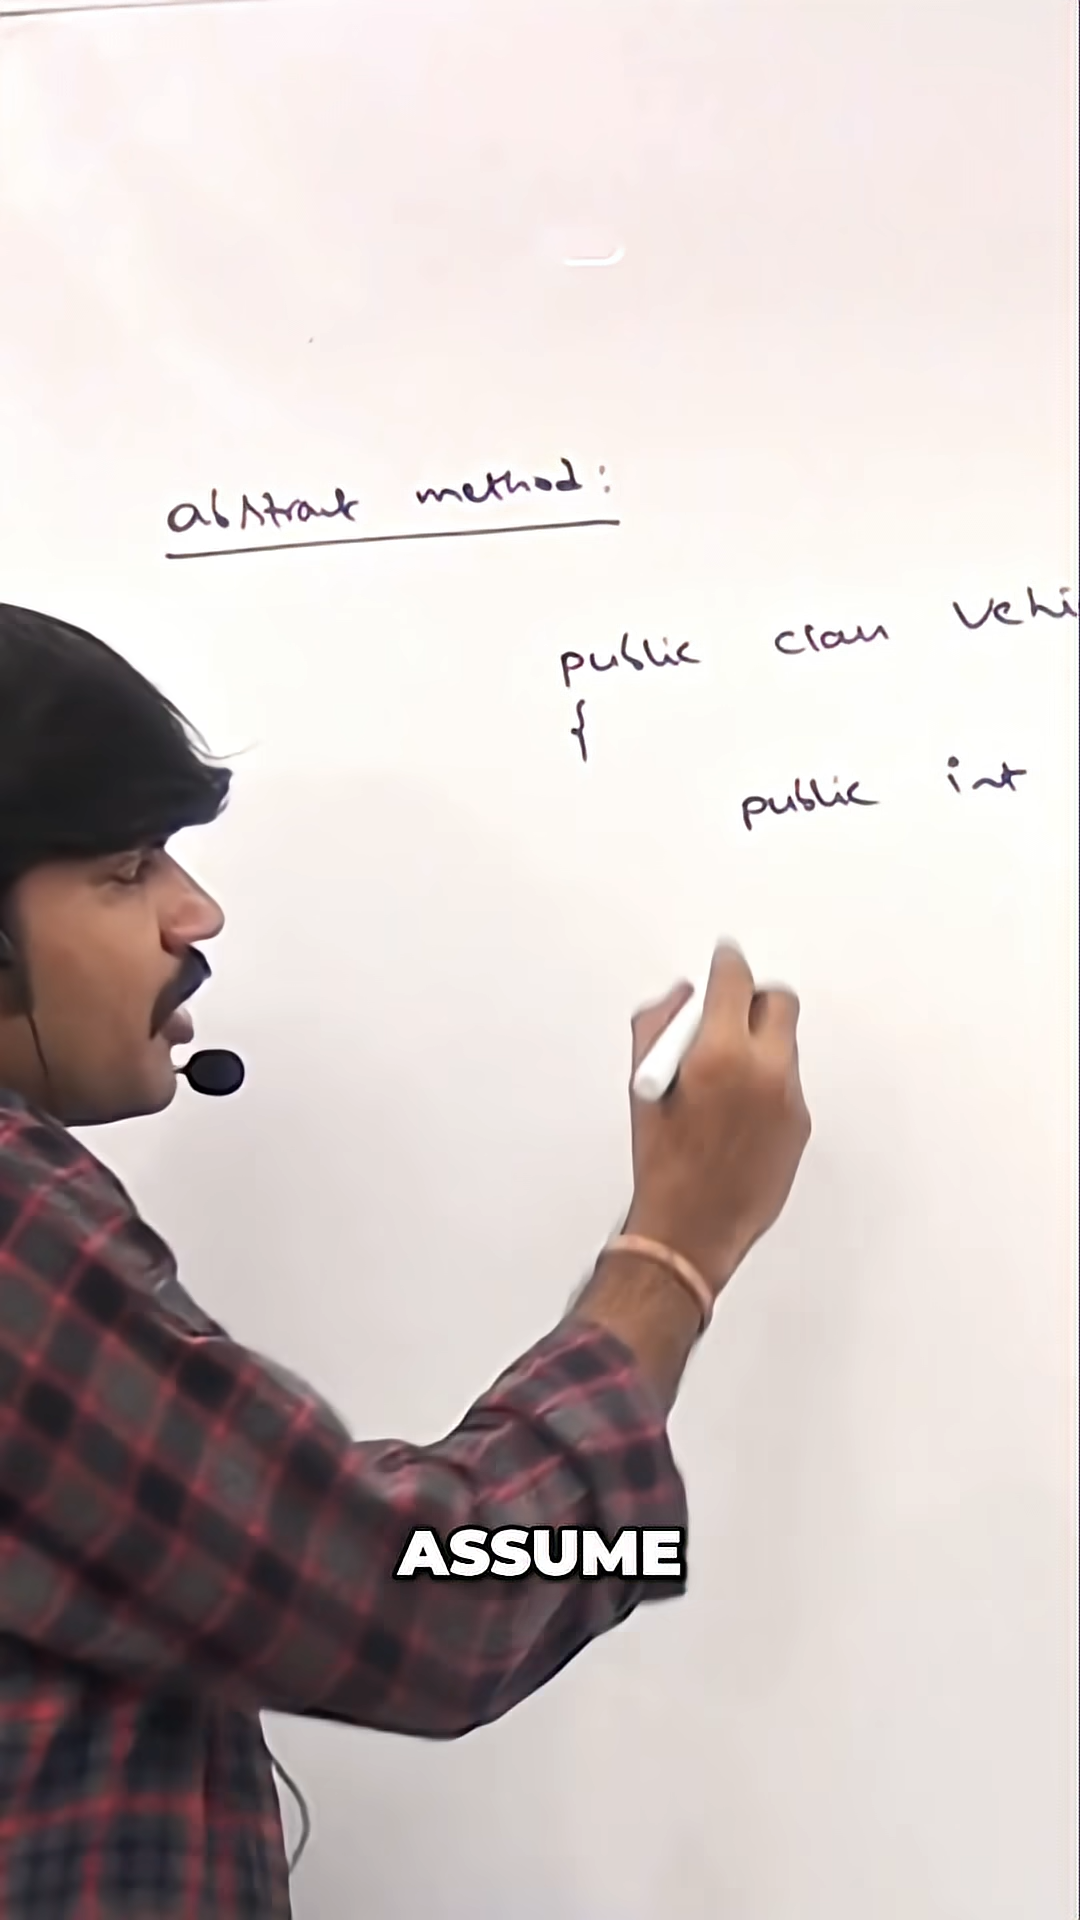 abstract method:
public class Vehi
{
public int
ASSUME